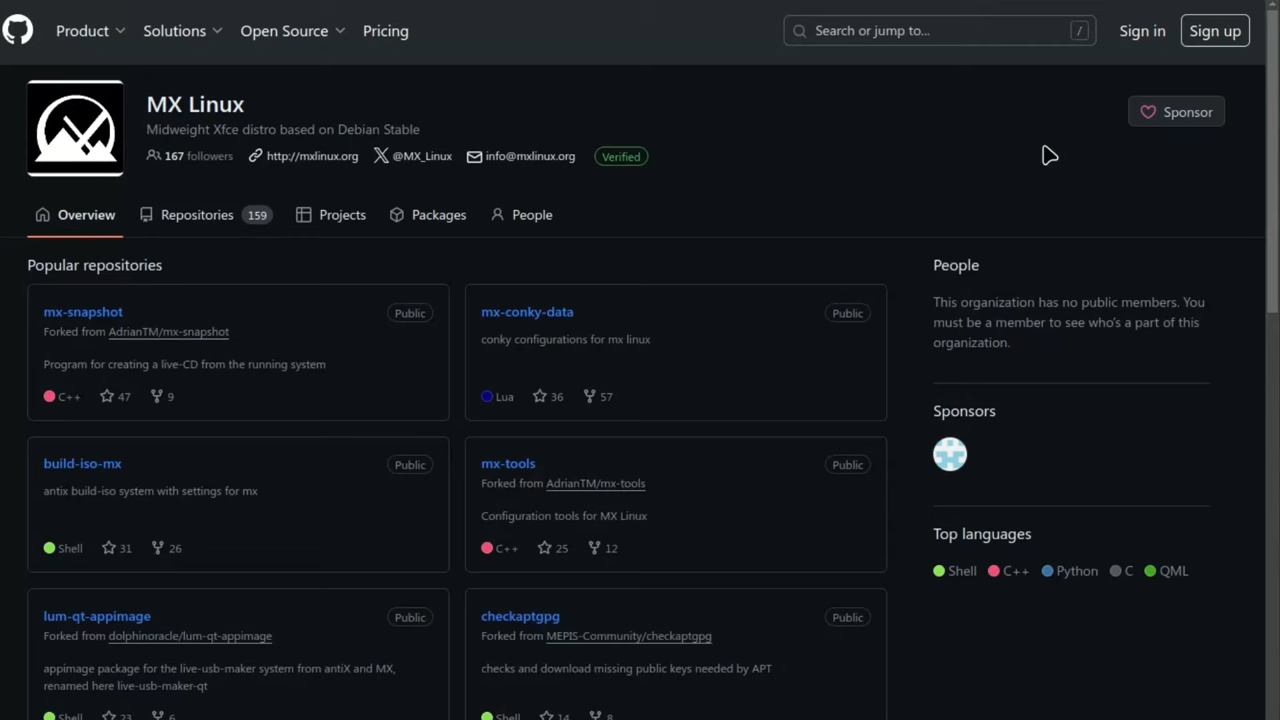 Product Solutions Open Source Pricing Search or jump to... / Sign in Sign up
MX Linux
Midweight Xfce distro based on Debian Stable
167 followers http://mxlinux.org @MX_Linux info@mxlinux.org Verified
Sponsor
Overview Repositories 159 Projects Packages People
Popular repositories
mx-snapshot Public
Forked from AdrianTM/mx-snapshot
Program for creating a live-CD from the running system
C++ 47 9
mx-conky-data Public
conky configurations for mx linux
Lua 36 57
build-iso-mx Public
antix build-iso system with settings for mx
Shell 31 26
mx-tools Public
Forked from AdrianTM/mx-tools
Configuration tools for MX Linux
C++ 25 12
lum-qt-appimage Public
Forked from dolphinoracle/lum-qt-appimage
appimage package for the live-usb-maker system from antiX and MX,
renamed here live-usb-maker-qt
Shell 23 6
checkaptgpg Public
Forked from MEPIS-Community/checkaptgpg
checks and download missing public keys needed by APT
Shell 14 8
People
This organization has no public members. You
must be a member to see who's a part of this
organization.
Sponsors
Top languages
Shell C++ Python C QML